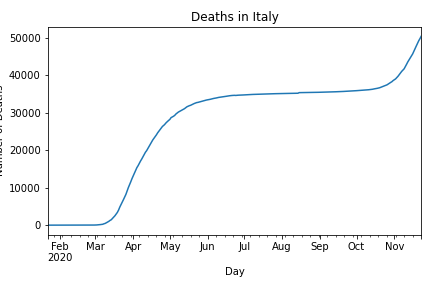 Deaths in Italy
Number of Deaths
50000
40000
30000
20000
10000
0
Feb Mar Apr May Jun Jul Aug Sep Oct Nov
2020
Day